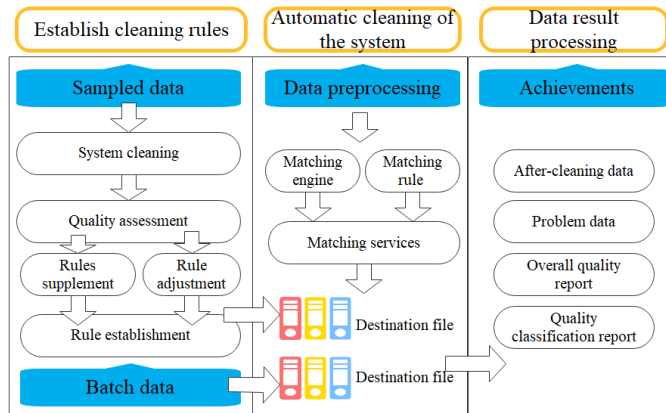 Establish cleaning rules
Automatic cleaning of
the system
Data result
processing
Sampled data
System cleaning
Quality assessment
Rules
supplement
Rule
adjustment
Rule establishment
Batch data
Data preprocessing
Matching
engine
Matching
rule
Matching services
Destination file
Destination file
Achievements
After-cleaning data
Problem data
Overall quality
report
Quality
classification report